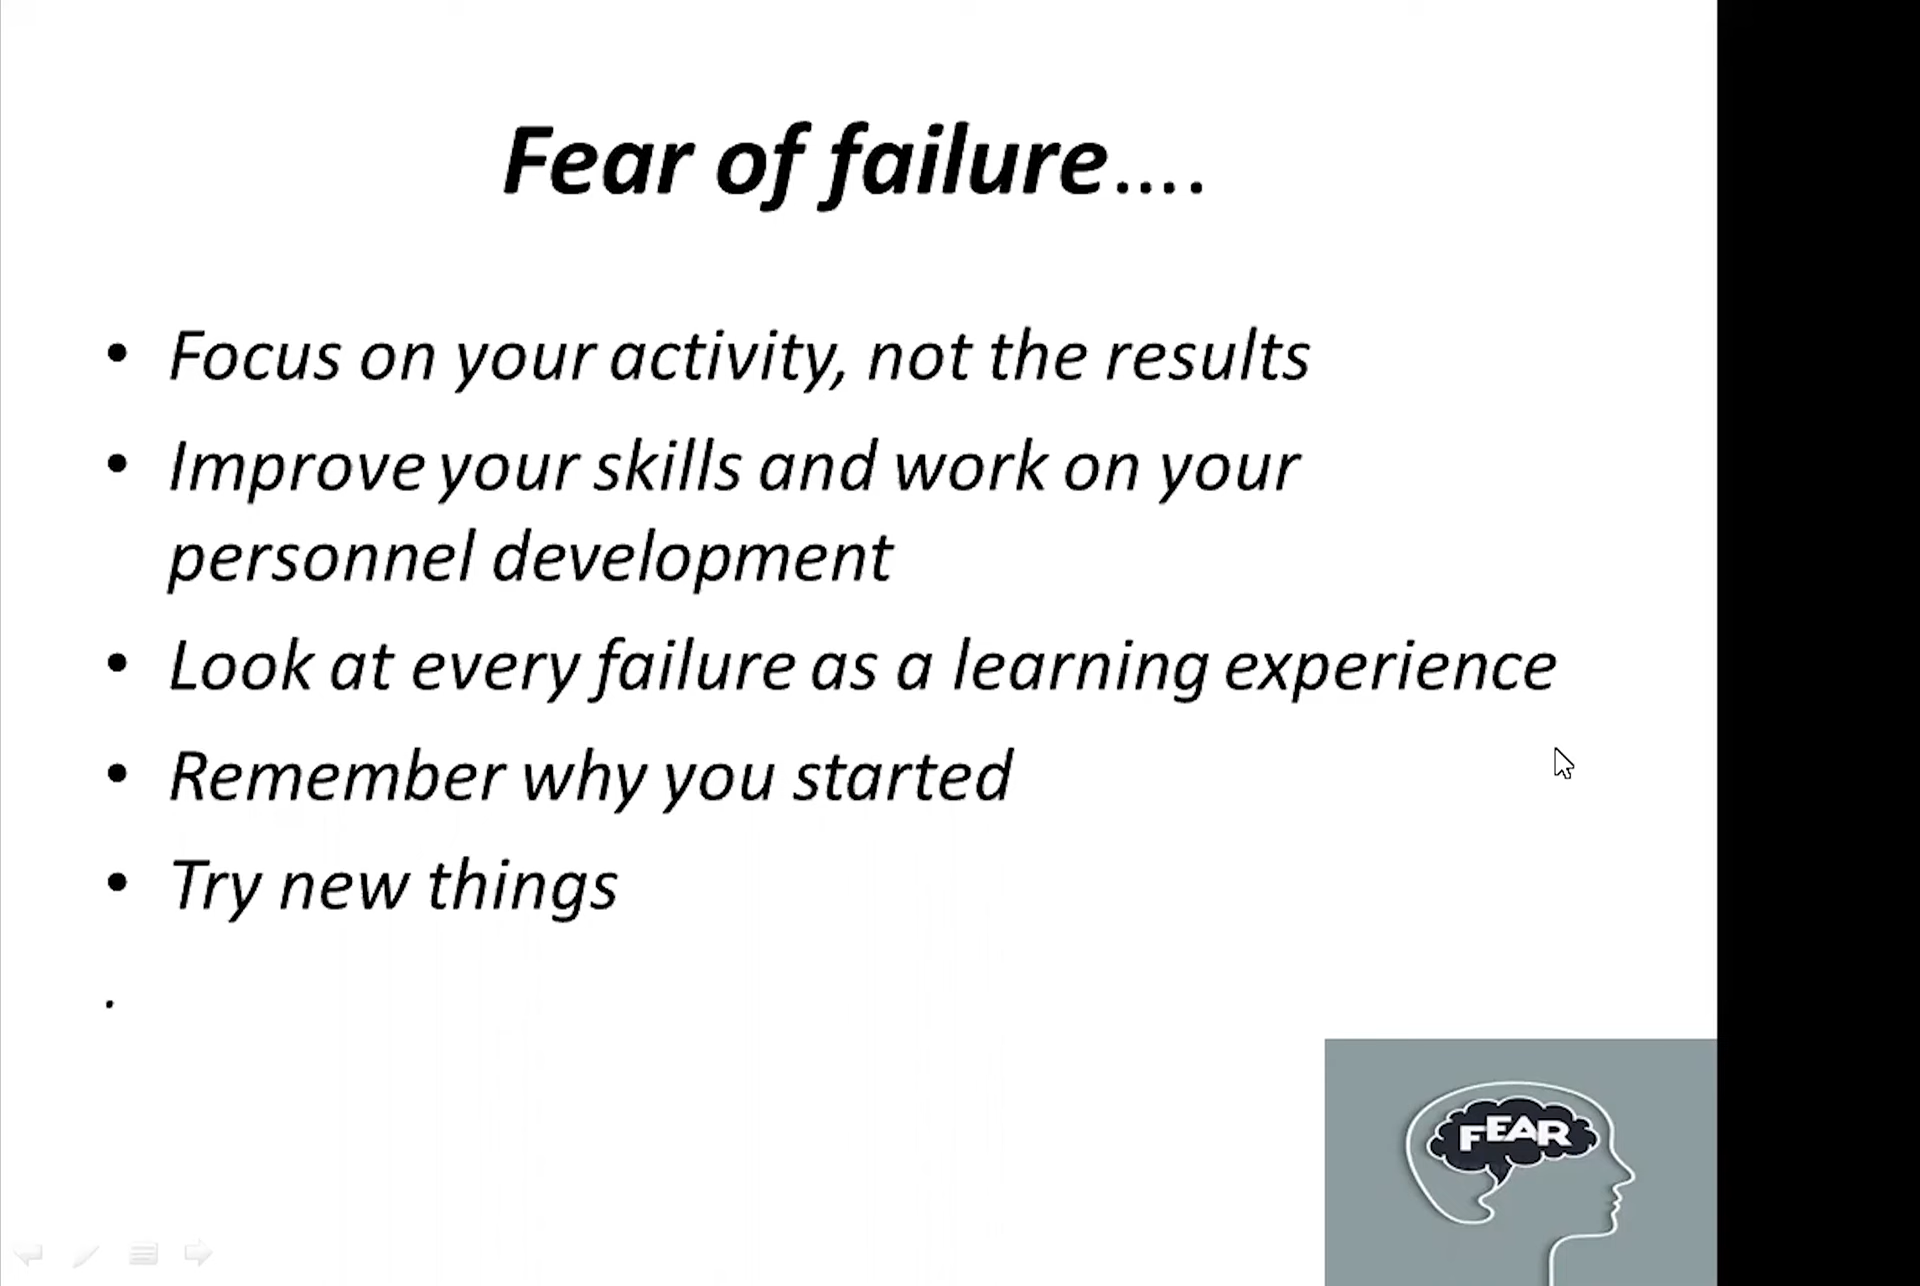 Fear of failure....
• Focus on your activity, not the results
• Improve your skills and work on your
personnel development
• Look at every failure as a learning experience
• Remember why you started
• Try new things
.
FEAR